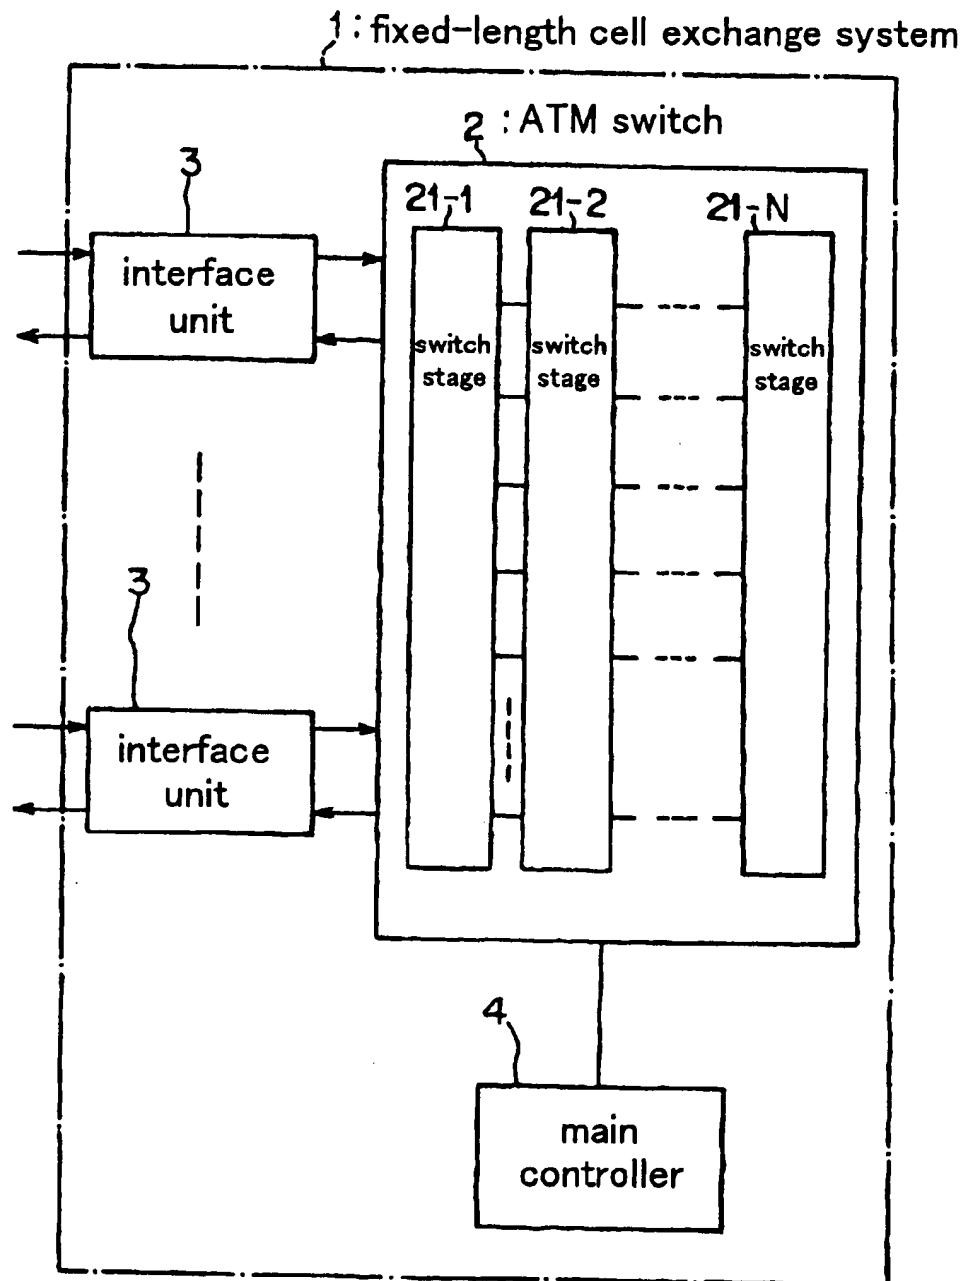 1 : fixed-length cell exchange system
2 : ATM switch
3
21-1
21-2
21-N
interface
unit
switch
stage
switch
stage
switch
stage
3
interface
unit
4
main
controller